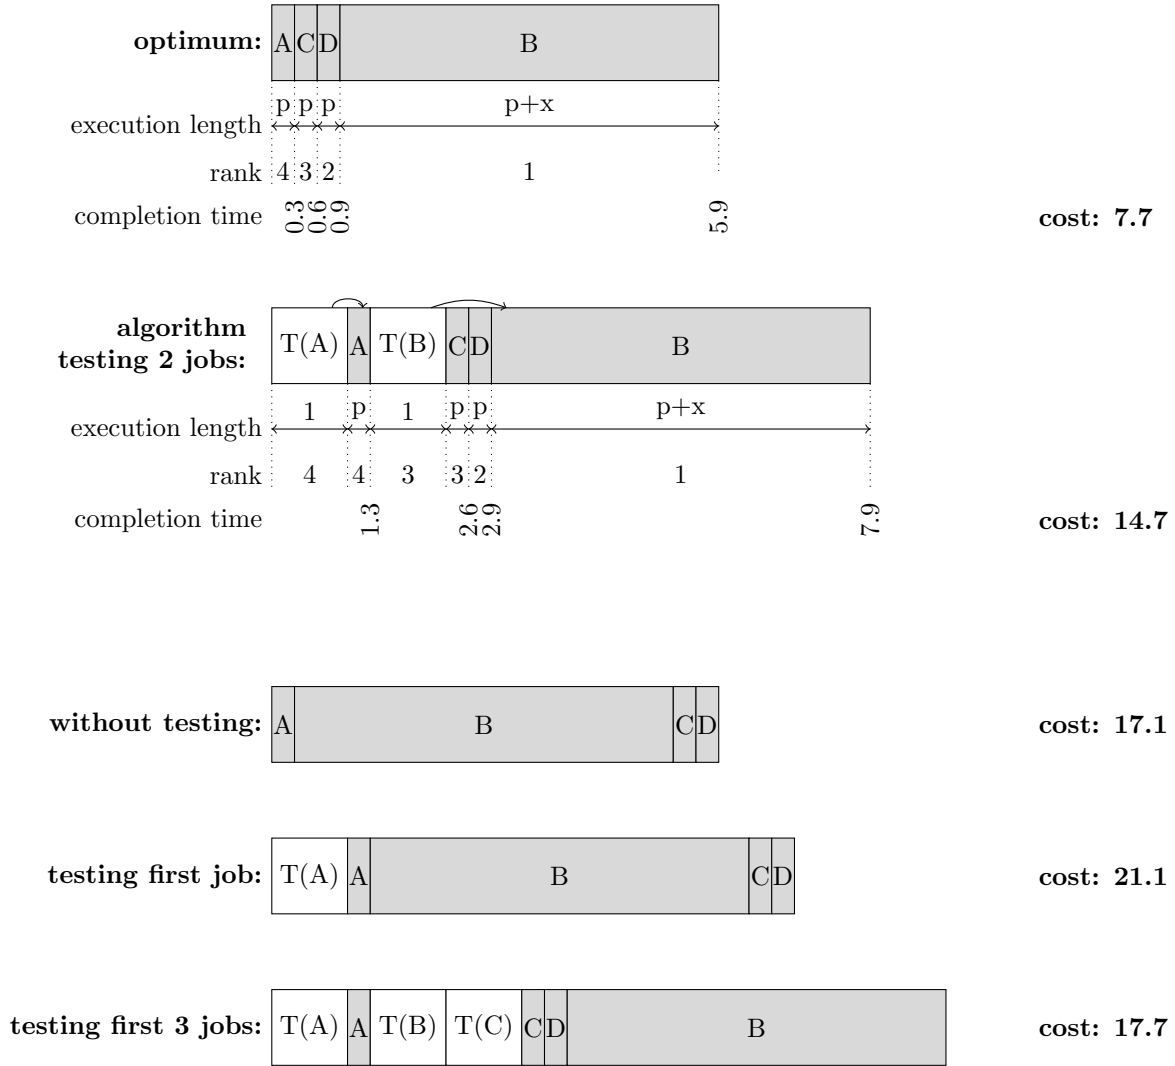 optimum: A C D B
p p p p+x
execution length
rank 4 3 2 1
completion time 0.3 0.6 0.9 5.9 cost: 7.7
algorithm
testing 2 jobs: T(A) A T(B) C D B
1 p 1 p p p+x
execution length
rank 4 4 3 3 2 1
completion time 1.3 2.6 2.9 7.9 cost: 14.7
without testing: A B C D cost: 17.1
testing first job: T(A) A B C D cost: 21.1
testing first 3 jobs: T(A) A T(B) T(C) C D B cost: 17.7